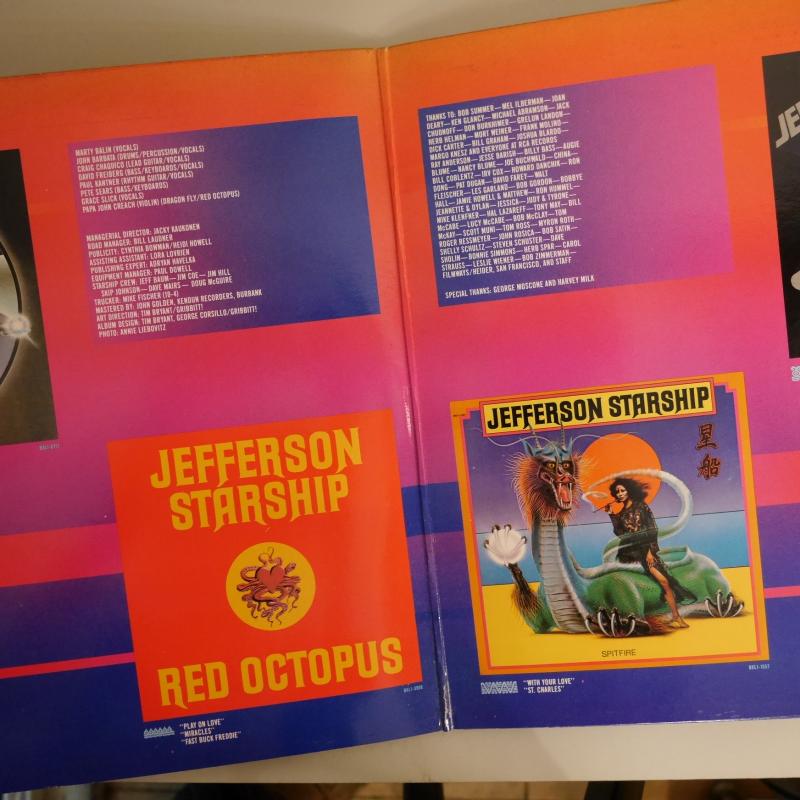 MARTY BALIN (VOCALS)
JOHN BARBATA (DRUMS/PERCUSSION/VOCALS)
CRAIG CHAQUICO (LEAD GUITAR/VOCALS)
DAVID FREIBERG (BASS/KEYBOARDS/VOCALS)
PAUL KANTNER (RHYTHM GUITAR/VOCALS)
PETE SEARS (BASS/KEYBOARDS)
GRACE SLICK (VOCALS)
PAPA JOHN CREACH (VIOLIN) (DRAGON FLY/RED OCTOPUS)
MANAGERIAL DIRECTOR: JACKY KAUKONEN
ROAD MANAGER: BILL LAUDNER
PUBLICITY: CYNTHIA BOWMAN/HEIDI HOWELL
ASSISTING ASSISTANT: LORA LOVRIEN
PUBLISHING EXPERT: ADRYAN HAVELKA
EQUIPMENT MANAGER: PAUL DOWELL
STARSHIP CREW: JEFF BAUM—JIM COE—JIM HILL
SKIP JOHNSON—DAVE MAIRS—DOUG McGUIRE
TRUCKER: MIKE FISCHER (10-4)
MASTERED BY: JOHN GOLDEN, KENDUN RECORDERS, BURBANK
ART DIRECTION: TIM BRYANT/GRIBBITT!
ALBUM DESIGN: TIM BRYANT, GEORGE CORSILLO/GRIBBITT!
PHOTO: ANNIE LIEBOVITZ
THANKS TO: BOB SUMMER—MEL ILBERMAN—JOAN
DEARY—KEN GLANCY—MICHAEL ABRAMSON—JACK
CHUDNOFF—DON BURKHIMER—GRELUN LANDON—
HERB HELMAN—MORT WEINER—FRANK MOLINO—
DICK CARTER—BILL GRAHAM—JOSHUA BLARDO—
MARGO KNESZ AND EVERYONE AT RCA RECORDS
RAY ANDERSON—JESSE BARISH—BILLY BASS—AUGIE
BLUME—NANCY BLUME—JOE BUCHWALD—CHINA—
BILL COBLENTZ—IRV COX—HOWARD DANCHIK—RON
DONG—PAT DUGAN—DAVID FAREY—WALT
FLEISCHER—LES GARLAND—BOB GORDON—BOBBYE
HALL—JAMIE HOWELL & MATTHEW—RON HUMMEL—
JEANNETTE & DYLAN—JESSICA—JUDY & TYRONE—
MIKE KLENFNER—HAL LAZAREFF—TONY MAY—BILL
McCABE—LUCY McCABE—BOB McCLAY—TOM
McKAY—SCOTT MUNI—TOM ROSS—MYRON ROTH—
ROGER RESSMEYER—JOHN ROSICA—BOB SATIN—
SHELLY SCHULTZ—STEVEN SCHUSTER—DAVE
SHOLIN—BONNIE SIMMONS—HERB SPAR—CAROL
STRAUSS—LESLIE WIENER—BOB ZIMMERMAN—
FILMWAYS/HEIDER, SAN FRANCISCO, AND STAFF
SPECIAL THANKS: GEORGE MOSCONE AND HARVEY MILK
JEFFERSON
STARSHIP
RED OCTOPUS
"PLAY ON LOVE"
"MIRACLES"
"FAST BUCK FREDDIE"
JEFFERSON STARSHIP
星
船
SPITFIRE
BXL1-1557
"WITH YOUR LOVE"
"ST. CHARLES"